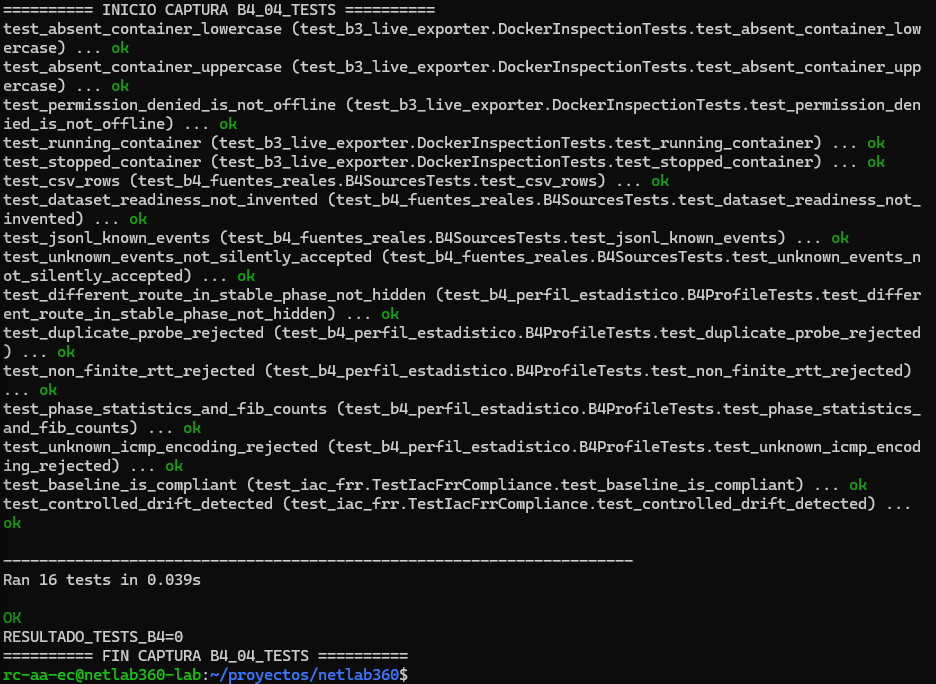 ========== INICIO CAPTURA B4_04_TESTS ==========
test_absent_container_lowercase (test_b3_live_exporter.DockerInspectionTests.test_absent_container_low
ercase) ... ok
test_absent_container_uppercase (test_b3_live_exporter.DockerInspectionTests.test_absent_container_upp
ercase) ... ok
test_permission_denied_is_not_offline (test_b3_live_exporter.DockerInspectionTests.test_permission_den
ied_is_not_offline) ... ok
test_running_container (test_b3_live_exporter.DockerInspectionTests.test_running_container) ... ok
test_stopped_container (test_b3_live_exporter.DockerInspectionTests.test_stopped_container) ... ok
test_csv_rows (test_b4_fuentes_reales.B4SourcesTests.test_csv_rows) ... ok
test_dataset_readiness_not_invented (test_b4_fuentes_reales.B4SourcesTests.test_dataset_readiness_not_
invented) ... ok
test_jsonl_known_events (test_b4_fuentes_reales.B4SourcesTests.test_jsonl_known_events) ... ok
test_unknown_events_not_silently_accepted (test_b4_fuentes_reales.B4SourcesTests.test_unknown_events_n
ot_silently_accepted) ... ok
test_different_route_in_stable_phase_not_hidden (test_b4_perfil_estadistico.B4ProfileTests.test_differ
ent_route_in_stable_phase_not_hidden) ... ok
test_duplicate_probe_rejected (test_b4_perfil_estadistico.B4ProfileTests.test_duplicate_probe_rejected
) ... ok
test_non_finite_rtt_rejected (test_b4_perfil_estadistico.B4ProfileTests.test_non_finite_rtt_rejected)
... ok
test_phase_statistics_and_fib_counts (test_b4_perfil_estadistico.B4ProfileTests.test_phase_statistics_
and_fib_counts) ... ok
test_unknown_icmp_encoding_rejected (test_b4_perfil_estadistico.B4ProfileTests.test_unknown_icmp_encod
ing_rejected) ... ok
test_baseline_is_compliant (test_iac_frr.TestIacFrrCompliance.test_baseline_is_compliant) ... ok
test_controlled_drift_detected (test_iac_frr.TestIacFrrCompliance.test_controlled_drift_detected) ...
ok
----------------------------------------------------------------------
Ran 16 tests in 0.039s
OK
RESULTADO_TESTS_B4=0
========== FIN CAPTURA B4_04_TESTS ==========
rc-aa-ec@netlab360-lab:~/proyectos/netlab360$